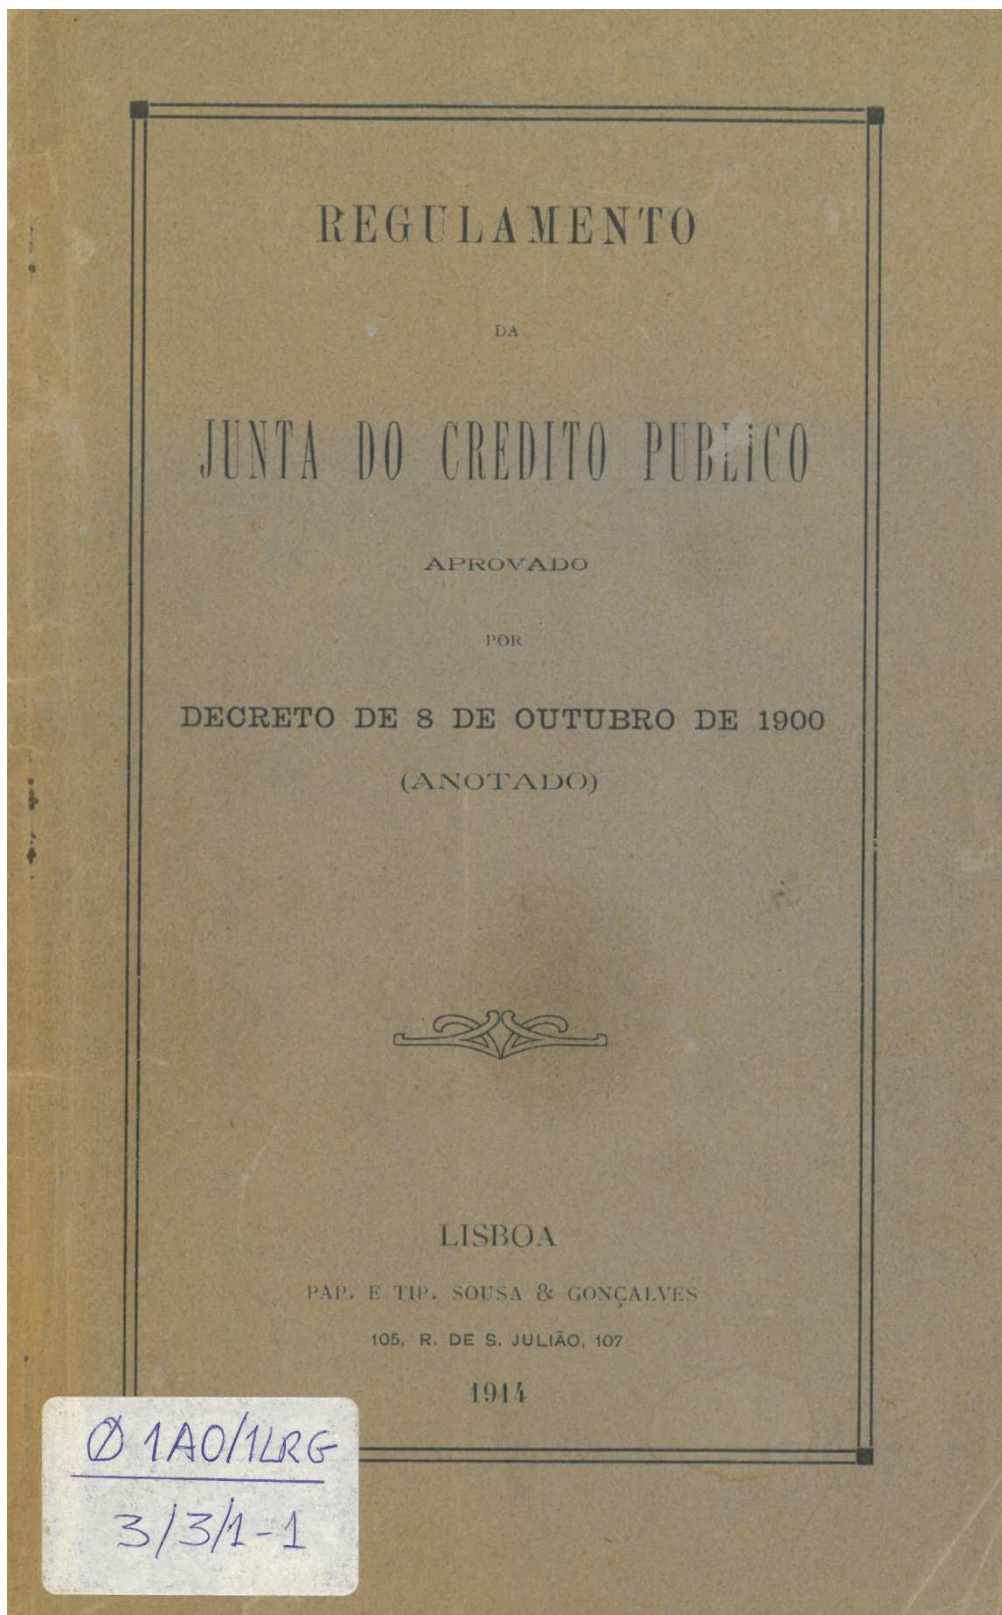 REGULAMENTO
DA
JUNTA DO CREDITO PUBLICO
APROVADO
POR
DECRETO DE 8 DE OUTUBRO DE 1900
(ANOTADO)
LISBOA
PAP. E TIP. SOUSA & GONÇALVES
105, R. DE S. JULIÃO, 107
1914
Ø 1A0/1LRG
3/3/1-1